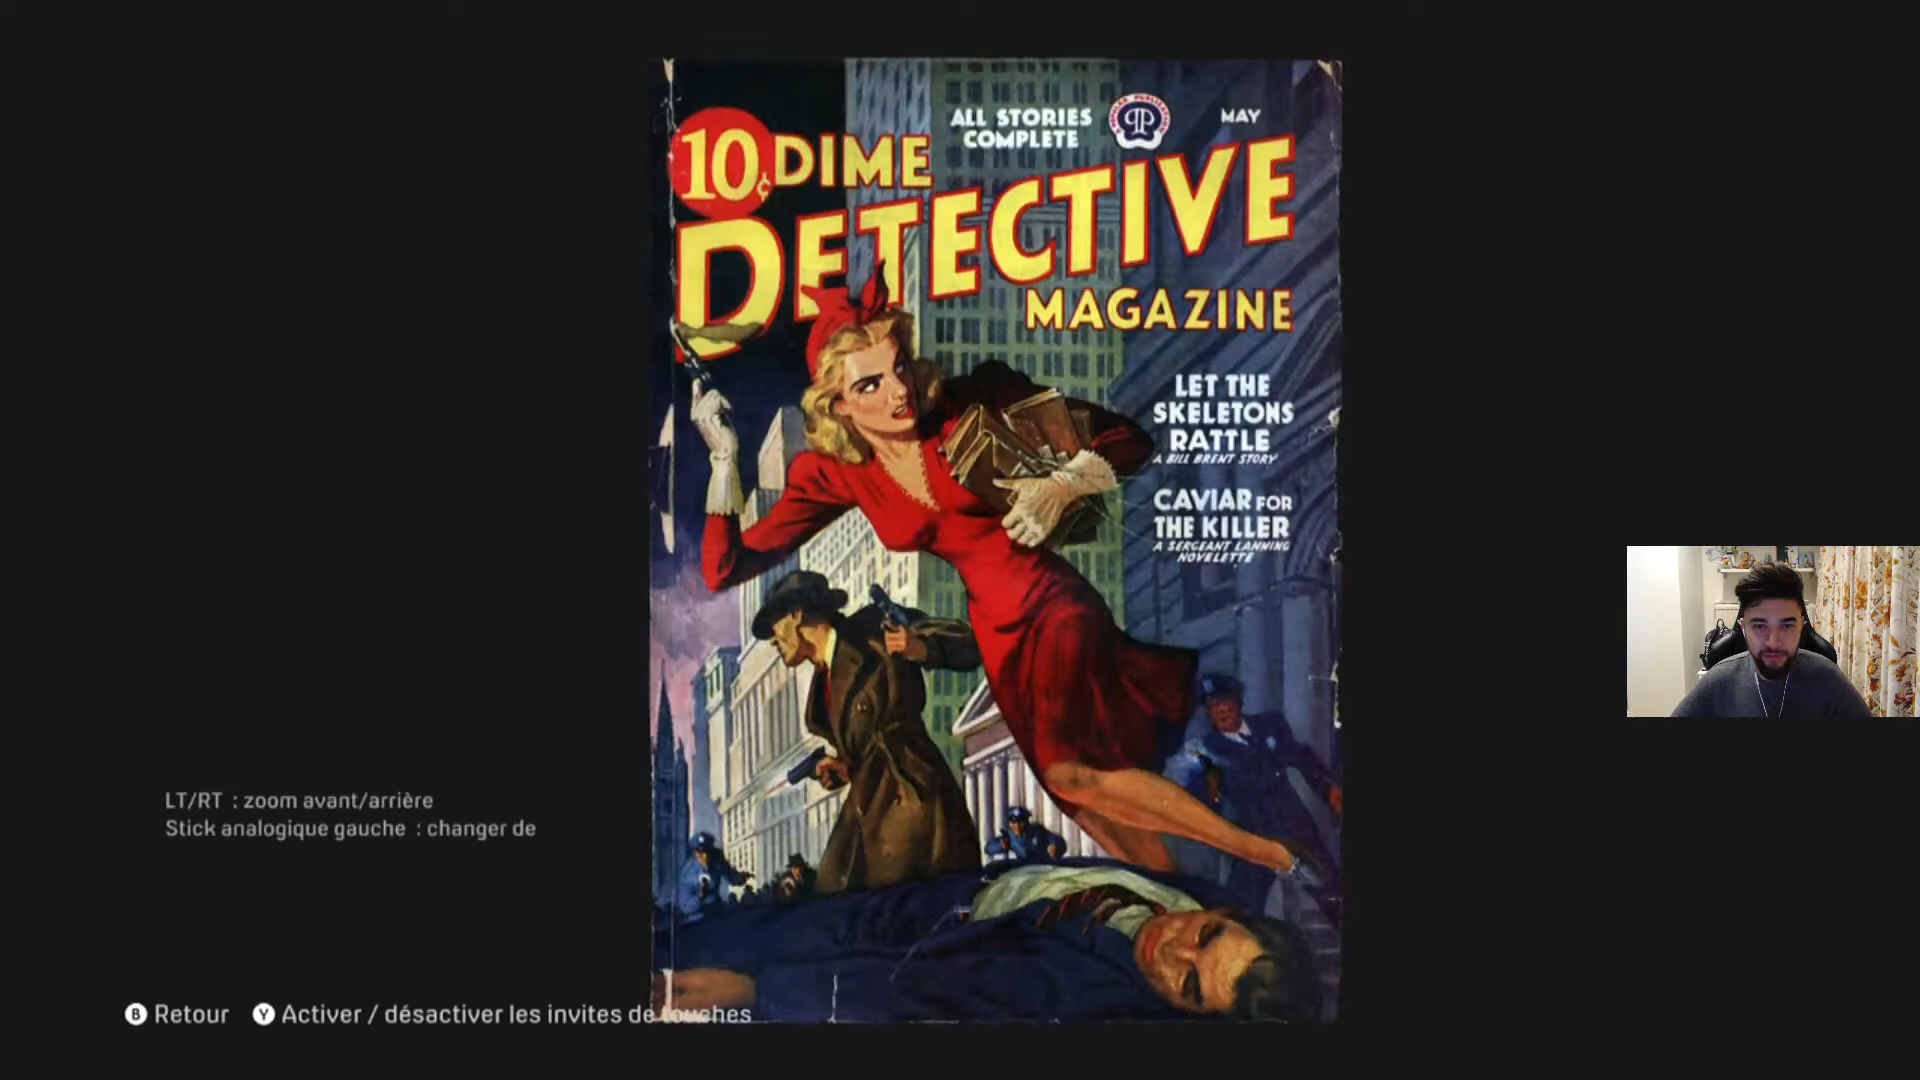 ALL STORIES
COMPLETE
MAY
10¢
DIME
DETECTIVE
MAGAZINE
LET THE
SKELETONS
RATTLE
A BILL BRENT STORY
CAVIAR FOR
THE KILLER
A SERGEANT LANNING
NOVELETTE
LT/RT : zoom avant/arrière
Stick analogique gauche : changer de
B Retour Y Activer / désactiver les invites de touches